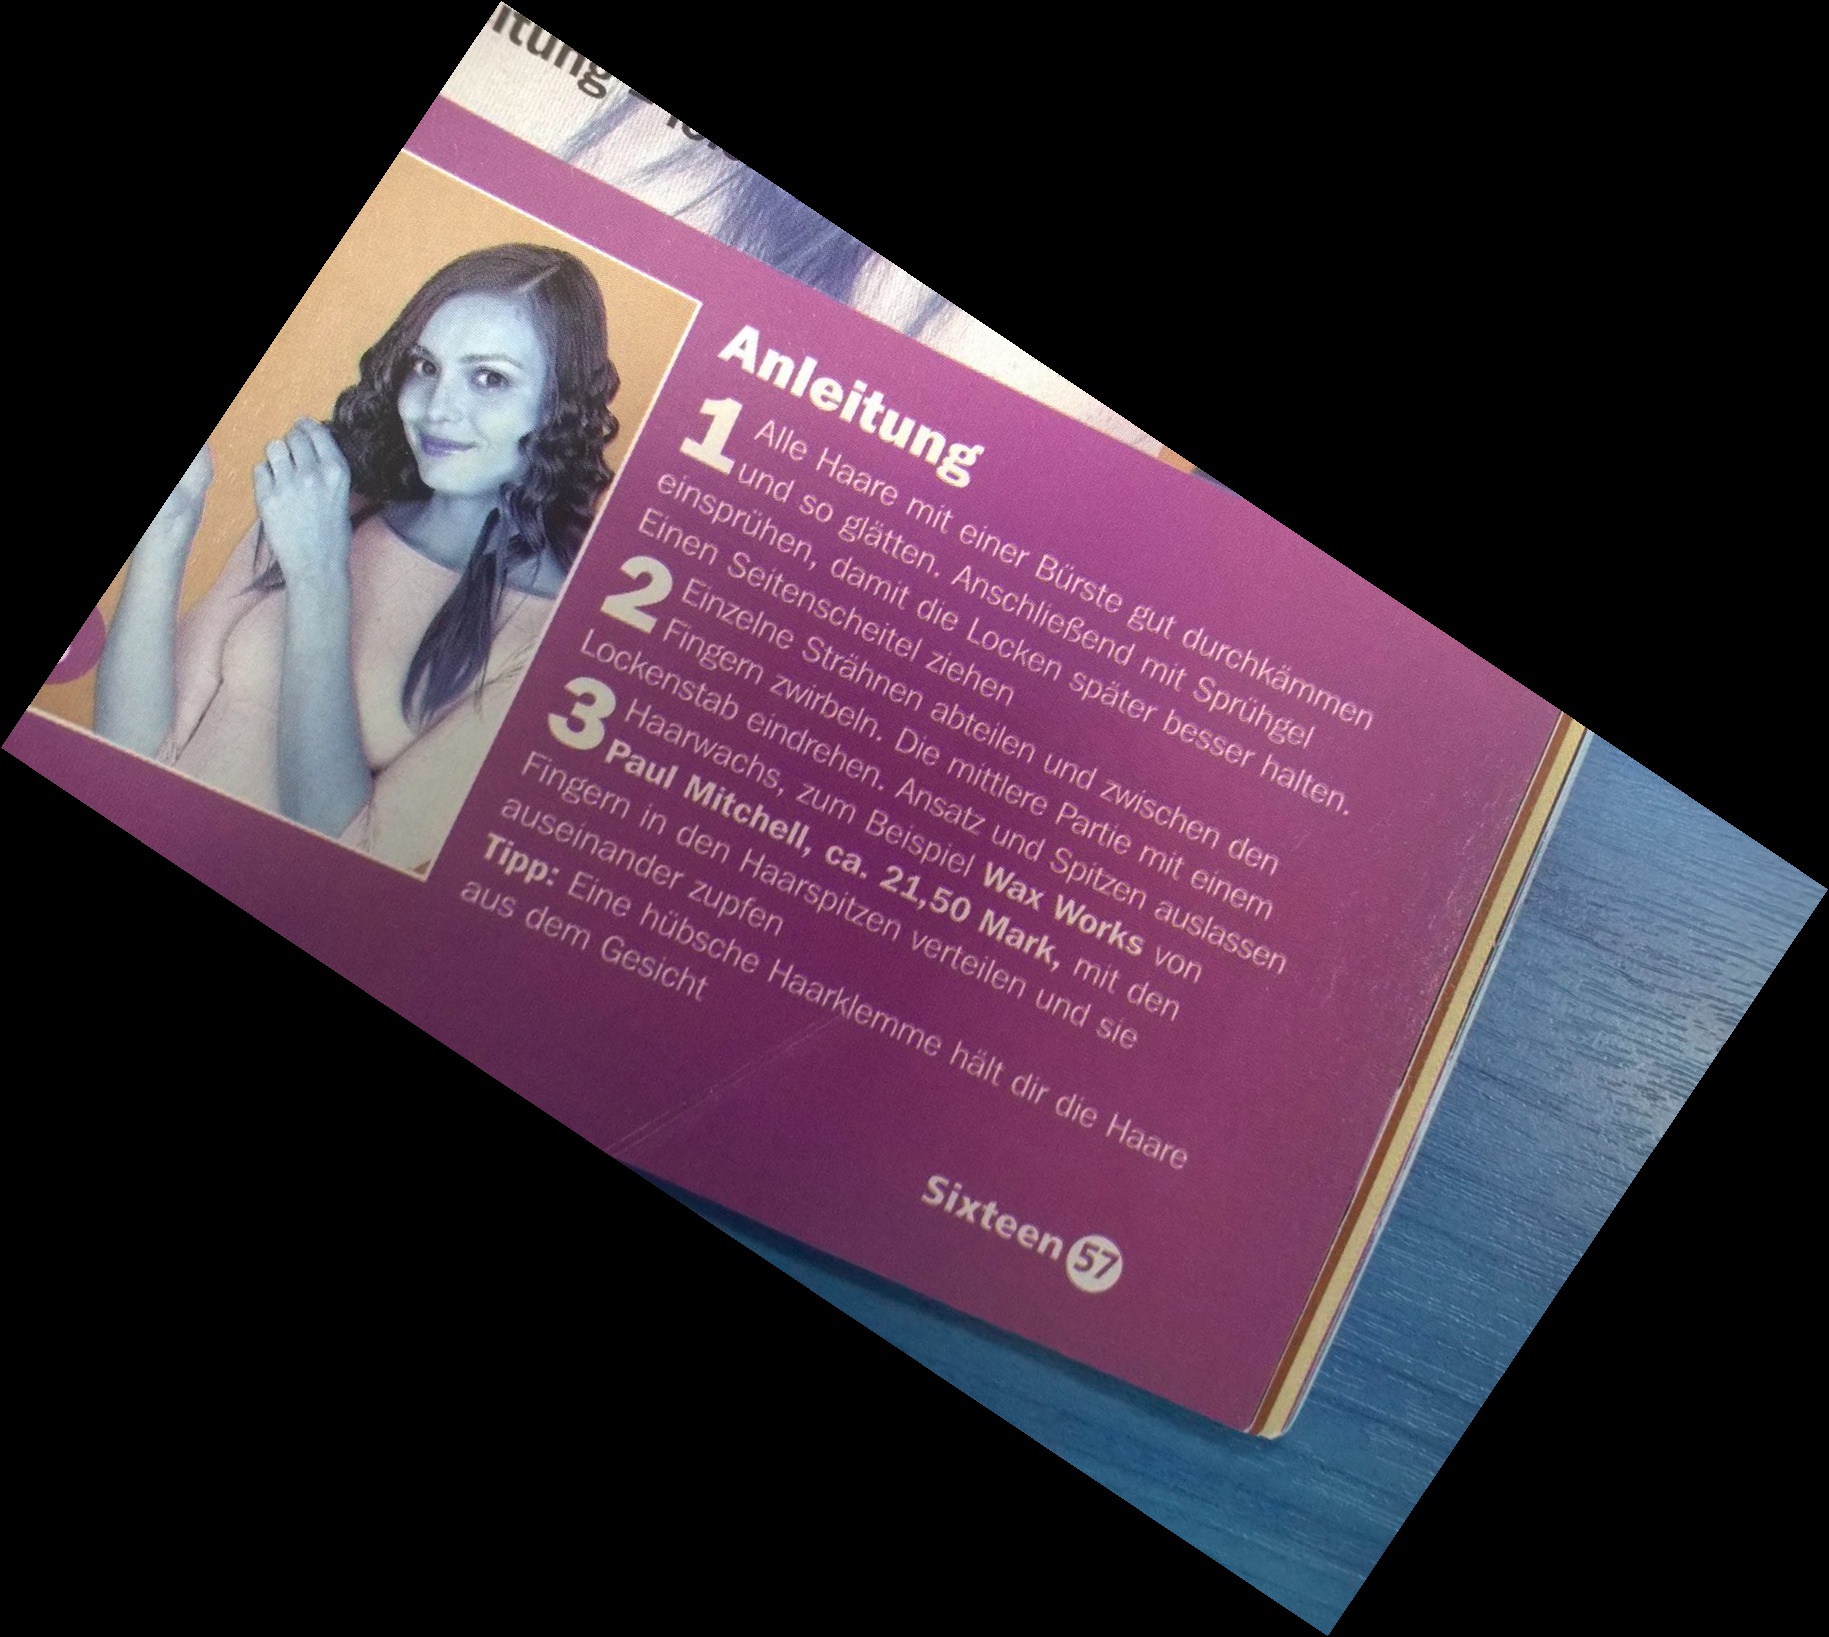 itung
Anleitung
1 Alle Haare mit einer Bürste gut durchkämmen
und so glätten. Anschließend mit Sprühgel
einsprühen, damit die Locken später besser halten.
Einen Seitenscheitel ziehen
2 Einzelne Strähnen abteilen und zwischen den
Fingern zwirbeln. Die mittlere Partie mit einem
Lockenstab eindrehen. Ansatz und Spitzen auslassen
3 Haarwachs, zum Beispiel Wax Works von
Paul Mitchell, ca. 21,50 Mark, mit den
Fingern in den Haarspitzen verteilen und sie
auseinander zupfen
Tipp: Eine hübsche Haarklemme hält dir die Haare
aus dem Gesicht
Sixteen 57